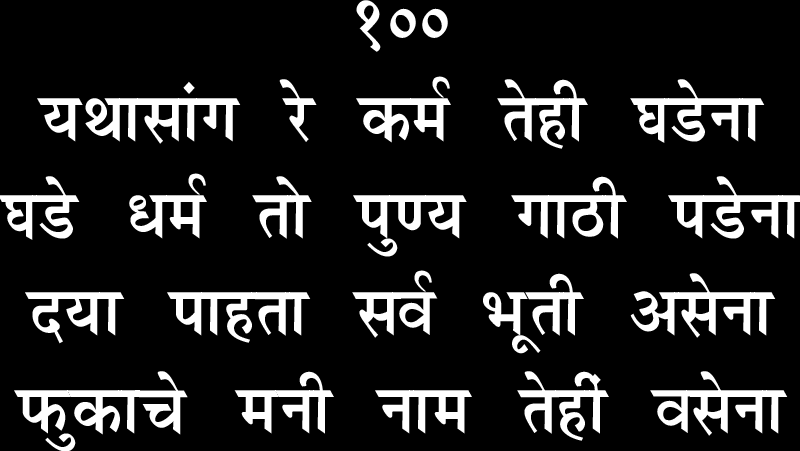 १००
यथासांग रे कर्म तेही घडेना
घडे धर्म तो पुण्य गाठी पडेना
दया पाहता सर्व भूती असेना
फुकाचे मनी नाम तेहीं वसेना